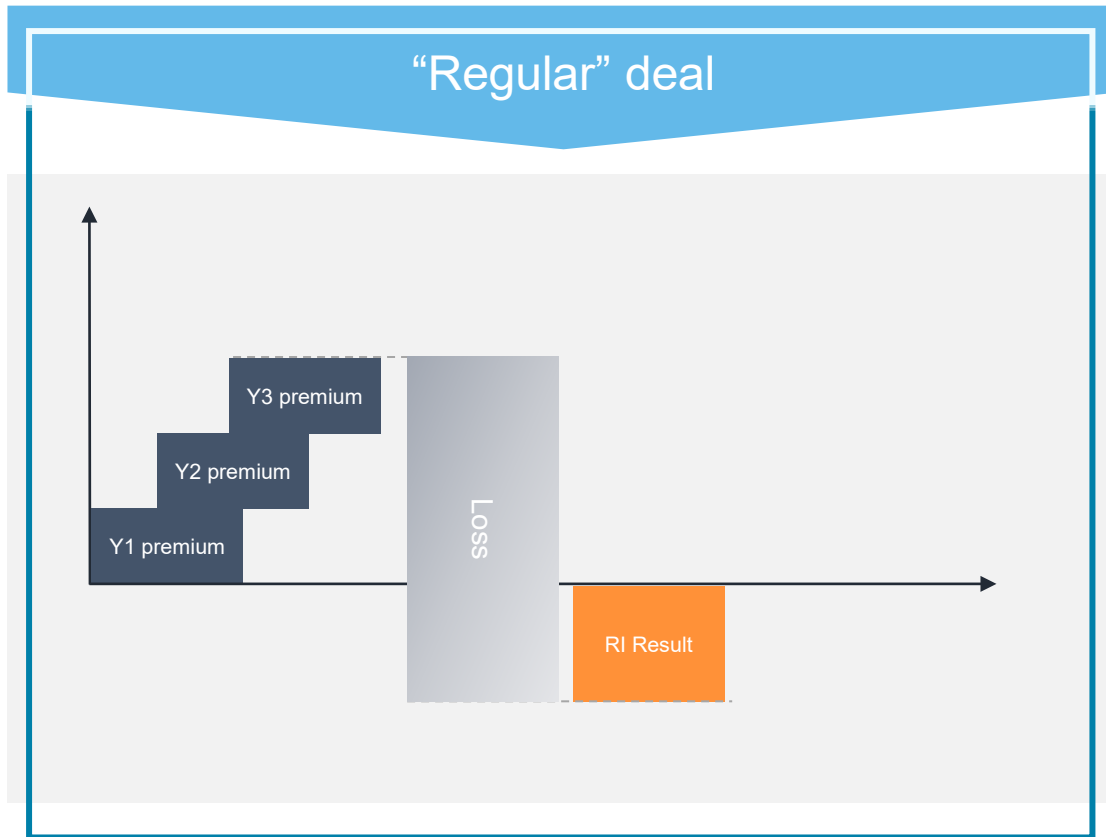 “Regular” deal
Y3 premium
Y2 premium
Y1 premium
Loss
RI Result